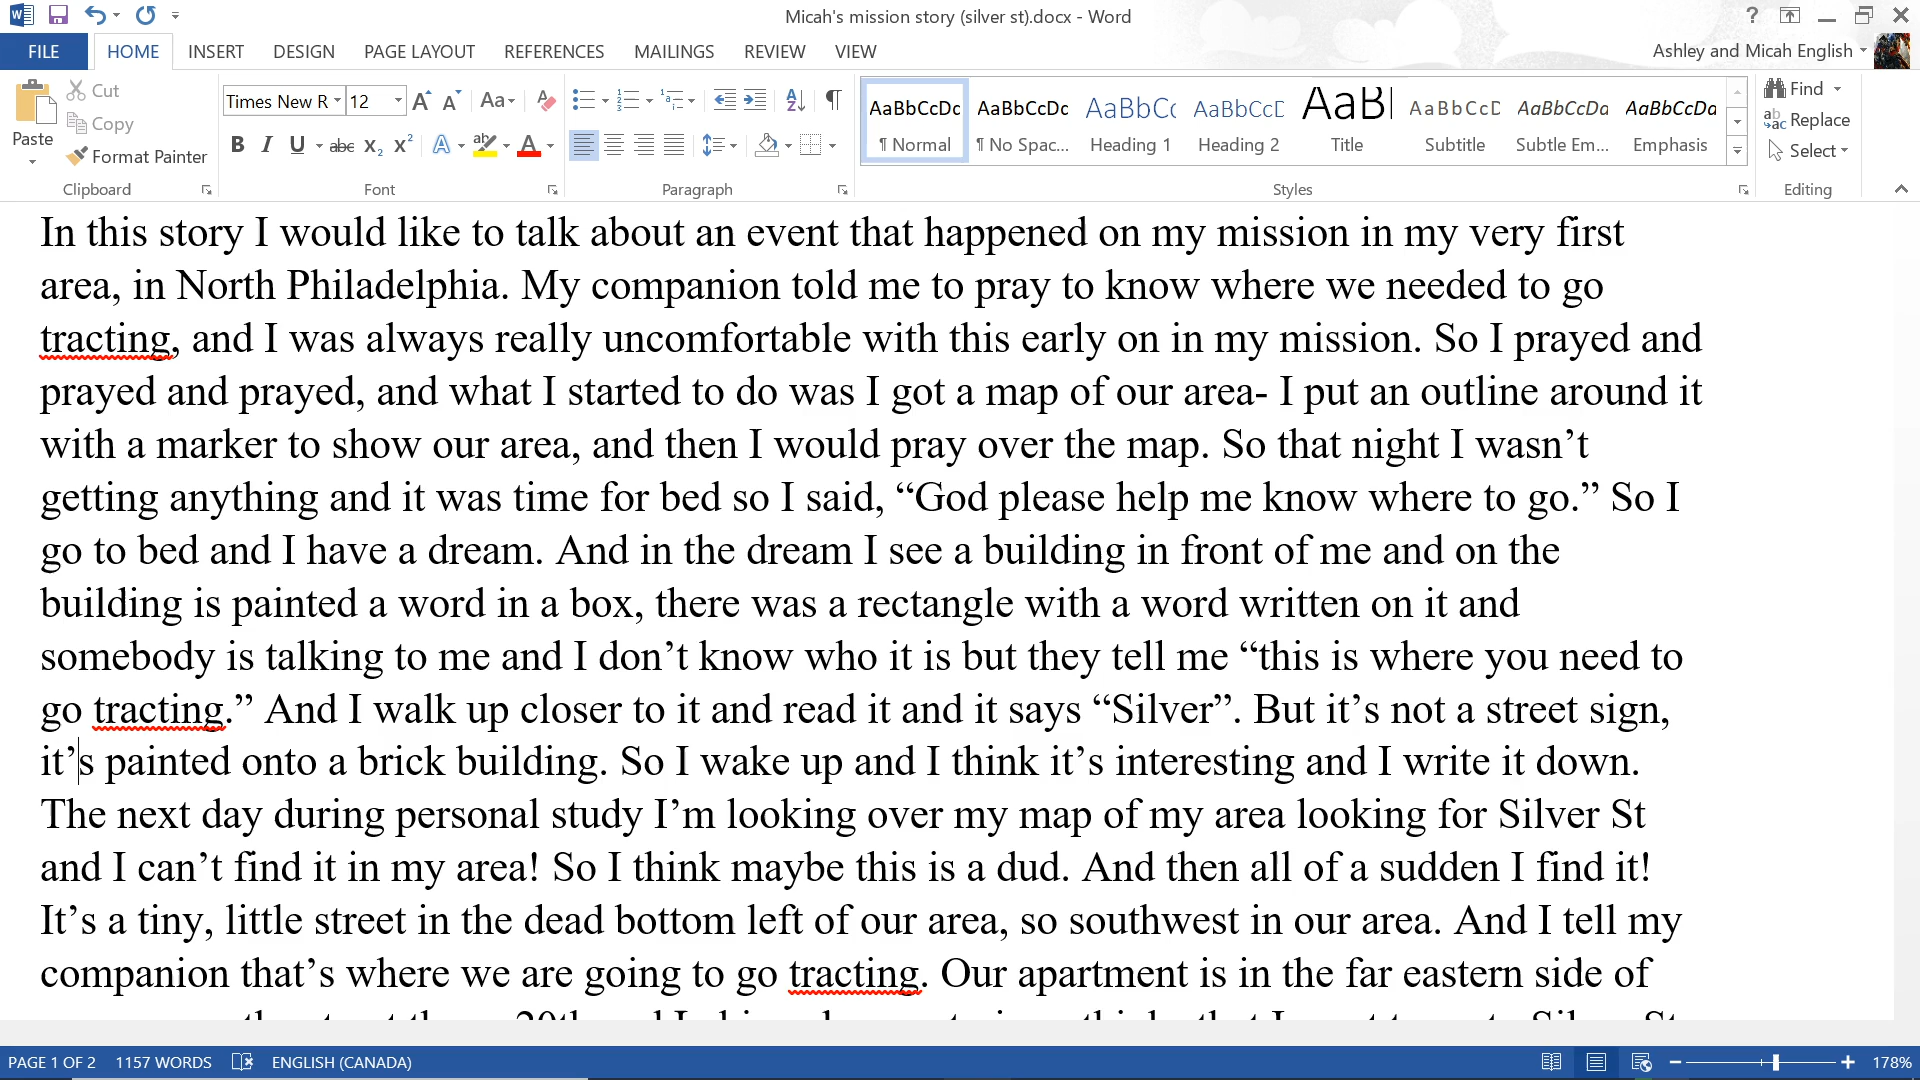 Micah's mission story (silver st).docx - Word
FILE HOME INSERT DESIGN PAGE LAYOUT REFERENCES MAILINGS REVIEW VIEW Ashley and Micah English
Paste Cut Copy Format Painter
Clipboard
Times New R 12
Font
Paragraph
AaBbCcDc AaBbCcDc AaBbCc AaBbCcD AaBl AaBbCcD AaBbCcDa AaBbCcDa
¶ Normal ¶ No Spac... Heading 1 Heading 2 Title Subtitle Subtle Em... Emphasis
Styles
Find Replace Select
Editing
In this story I would like to talk about an event that happened on my mission in my very first
area, in North Philadelphia. My companion told me to pray to know where we needed to go
tracting, and I was always really uncomfortable with this early on in my mission. So I prayed and
prayed and prayed, and what I started to do was I got a map of our area- I put an outline around it
with a marker to show our area, and then I would pray over the map. So that night I wasn’t
getting anything and it was time for bed so I said, “God please help me know where to go.” So I
go to bed and I have a dream. And in the dream I see a building in front of me and on the
building is painted a word in a box, there was a rectangle with a word written on it and
somebody is talking to me and I don’t know who it is but they tell me “this is where you need to
go tracting.” And I walk up closer to it and read it and it says “Silver”. But it’s not a street sign,
it’s painted onto a brick building. So I wake up and I think it’s interesting and I write it down.
The next day during personal study I’m looking over my map of my area looking for Silver St
and I can’t find it in my area! So I think maybe this is a dud. And then all of a sudden I find it!
It’s a tiny, little street in the dead bottom left of our area, so southwest in our area. And I tell my
companion that’s where we are going to go tracting. Our apartment is in the far eastern side of
PAGE 1 OF 2 1157 WORDS ENGLISH (CANADA) 178%